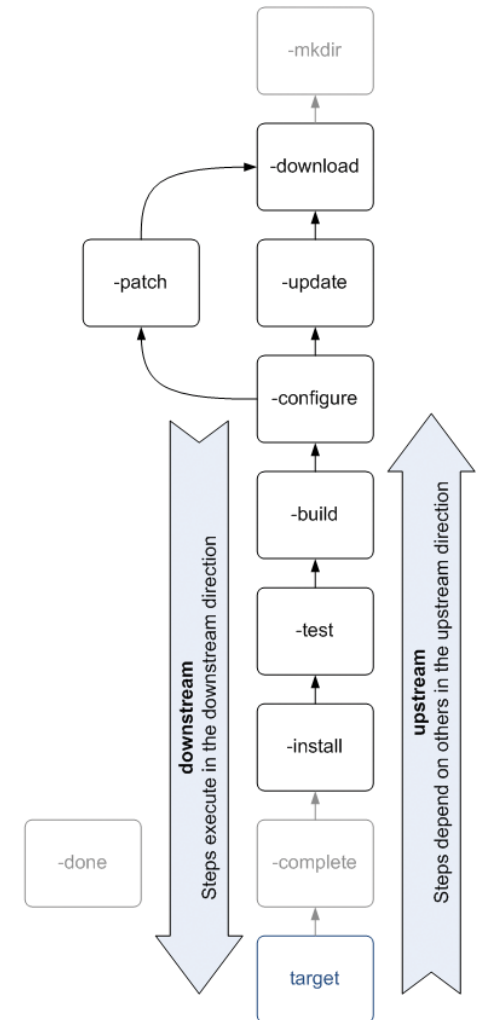 -mkdir
-download
-patch
-update
-configure
-build
-test
-install
-done
-complete
target
downstream
Steps execute in the downstream direction
upstream
Steps depend on others in the upstream direction